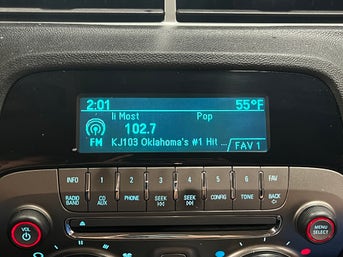 2:01 55°F
li Most Pop
102.7
FM KJ103 Oklahoma's #1 Hit ... FAV 1
INFO 1 2 3 4 5 6 FAV
RADIO BAND CD AUX PHONE SEEK SEEK CONFIG TONE BACK
VOL MENU SELECT